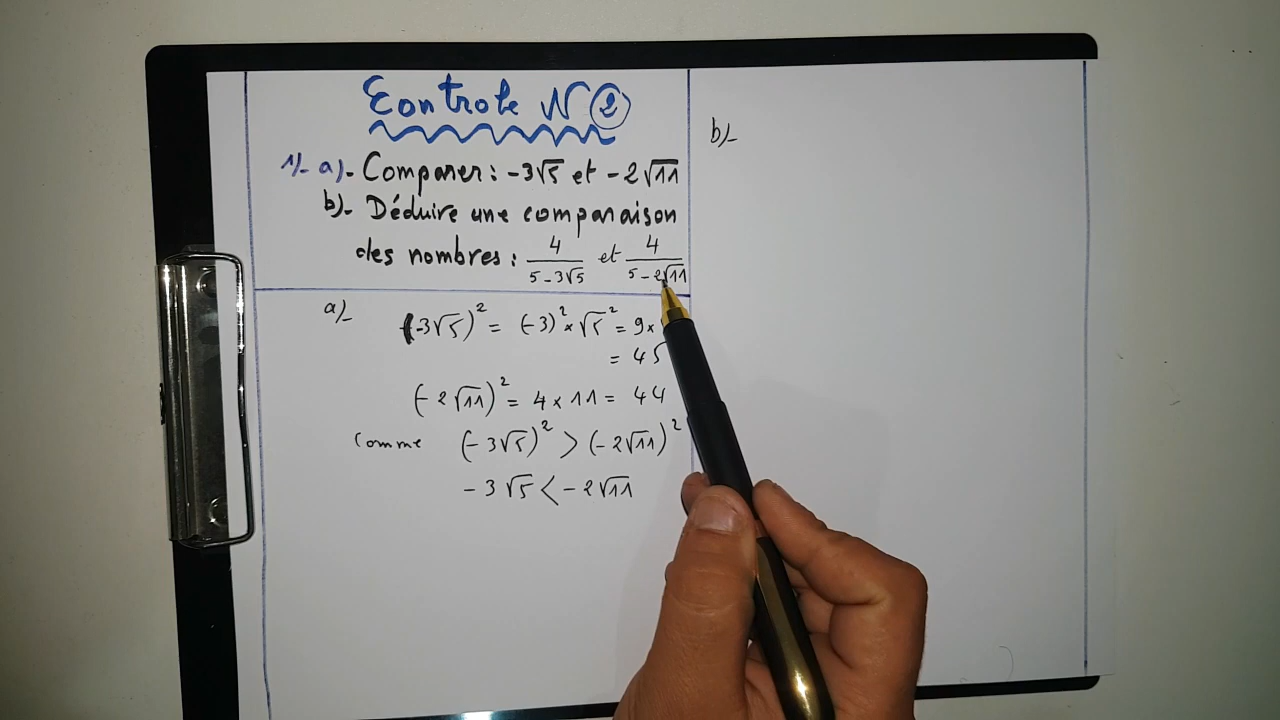 Controle N②
1)- a)- Comparer : -3√5 et -2√11
b)- Déduire une comparaison
des nombres : 4/(5-3√5) et 4/(5-2√11)
a)- (-3√5)² = (-3)² × √5² = 9×
= 45
(-2√11)² = 4 × 11 = 44
Comme (-3√5)² > (-2√11)²
-3√5 < -2√11
b)-